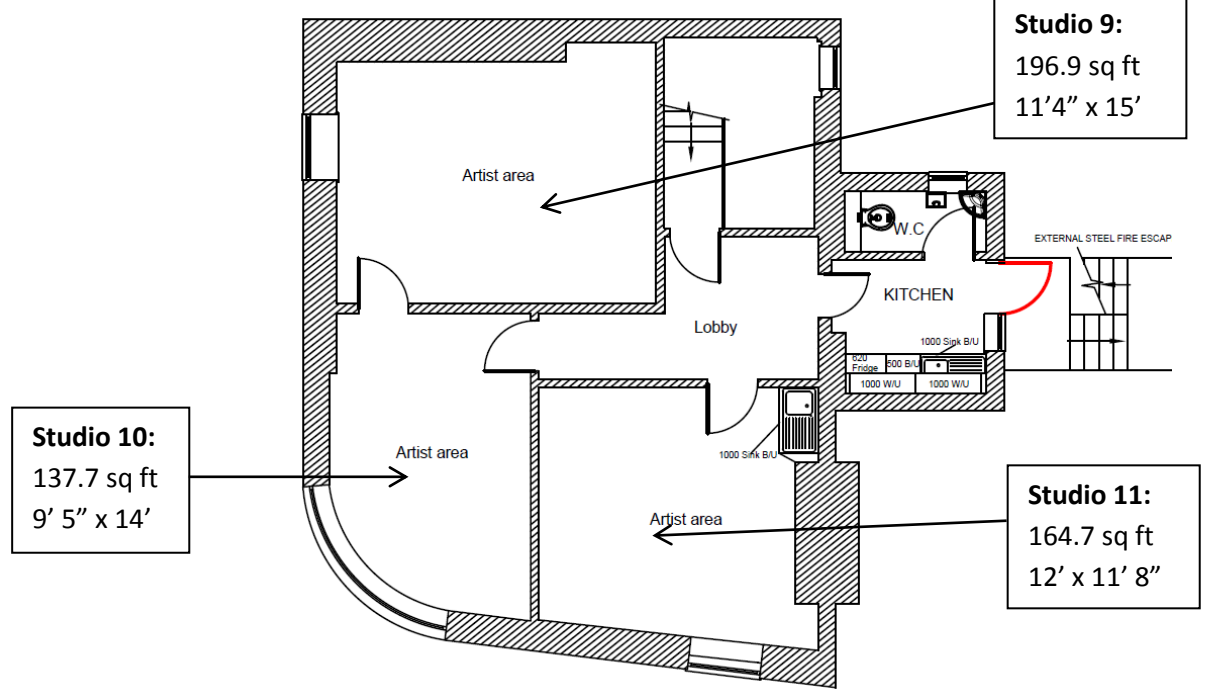 Studio 9:
196.9 sq ft
11’4” x 15’
Artist area
W.C
EXTERNAL STEEL FIRE ESCAP
KITCHEN
Lobby
1000 Sink B/U
620
Fridge
500 B/U
1000 W/U
1000 W/U
Studio 10:
137.7 sq ft
9’ 5” x 14’
Artist area
1000 Sink B/U
Artist area
Studio 11:
164.7 sq ft
12’ x 11’ 8”